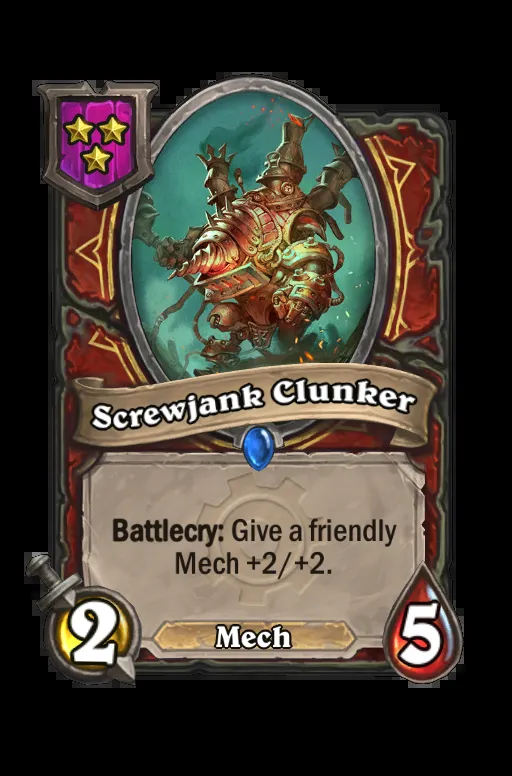 Screwjank Clunker
Battlecry: Give a friendly
Mech +2/+2.
2
Mech
5